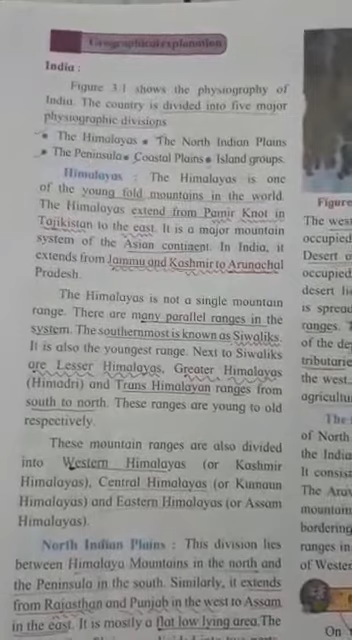 Geographical explanation
India :
Figure 3.1 shows the physiography of
India. The country is divided into five major
physiographic divisions
• The Himalayas • The North Indian Plains
• The Peninsula • Coastal Plains • Island groups.
Himalayas : The Himalayas is one
of the young fold mountains in the world.
The Himalayas extend from Pamir Knot in
Tajikistan to the east. It is a major mountain
system of the Asian continent. In India, it
extends from Jammu and Kashmir to Arunachal
Pradesh.
The Himalayas is not a single mountain
range. There are many parallel ranges in the
system. The southernmost is known as Siwaliks.
It is also the youngest range. Next to Siwaliks
are Lesser Himalayas, Greater Himalayas
(Himadri) and Trans Himalayan ranges from
south to north. These ranges are young to old
respectively.
These mountain ranges are also divided
into Western Himalayas (or Kashmir
Himalayas), Central Himalayas (or Kumaun
Himalayas) and Eastern Himalayas (or Assam
Himalayas).
North Indian Plains : This division lies
between Himalaya Mountains in the north and
the Peninsula in the south. Similarly, it extends
from Rajasthan and Punjab in the west to Assam
in the east. It is mostly a flat low lying area. The
Figure
The west
occupied
Desert
occupied
desert
is spread
ranges.
of the
tributaries
the west.
The
of North
the India
It consist
The
mountain
bordering
ranges in
of Wester
On